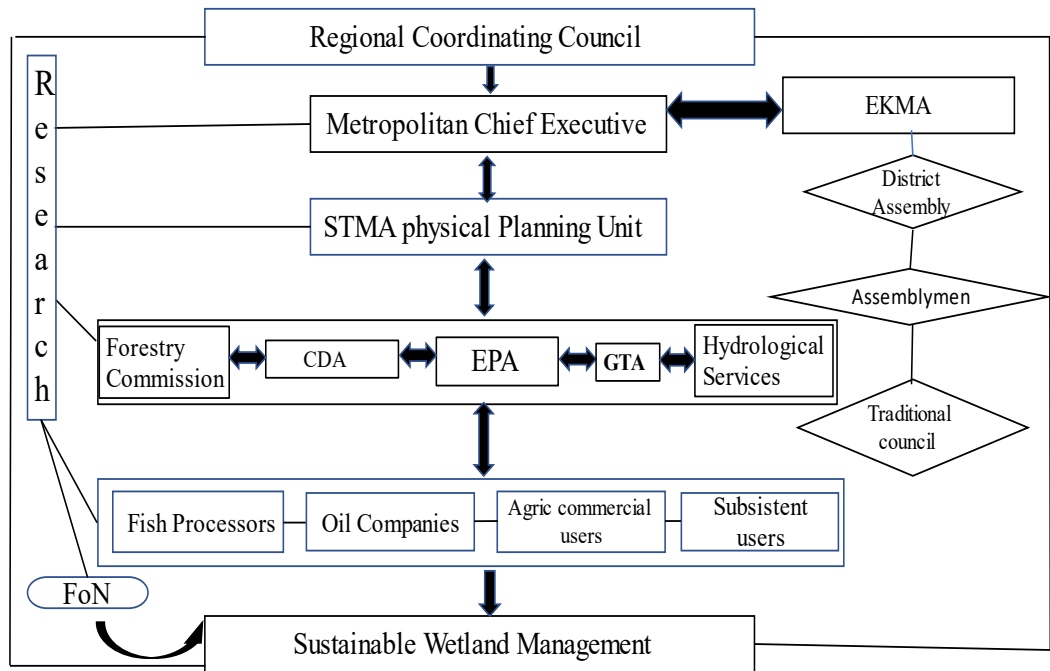 Regional Coordinating Council
Research
Metropolitan Chief Executive
EKMA
District
Assembly
STMA physical Planning Unit
Assemblymen
Forestry
Commission
CDA
EPA
GTA
Hydrological
Services
Traditional
council
Fish Processors
Oil Companies
Agric commercial
users
Subsistent
users
FoN
Sustainable Wetland Management